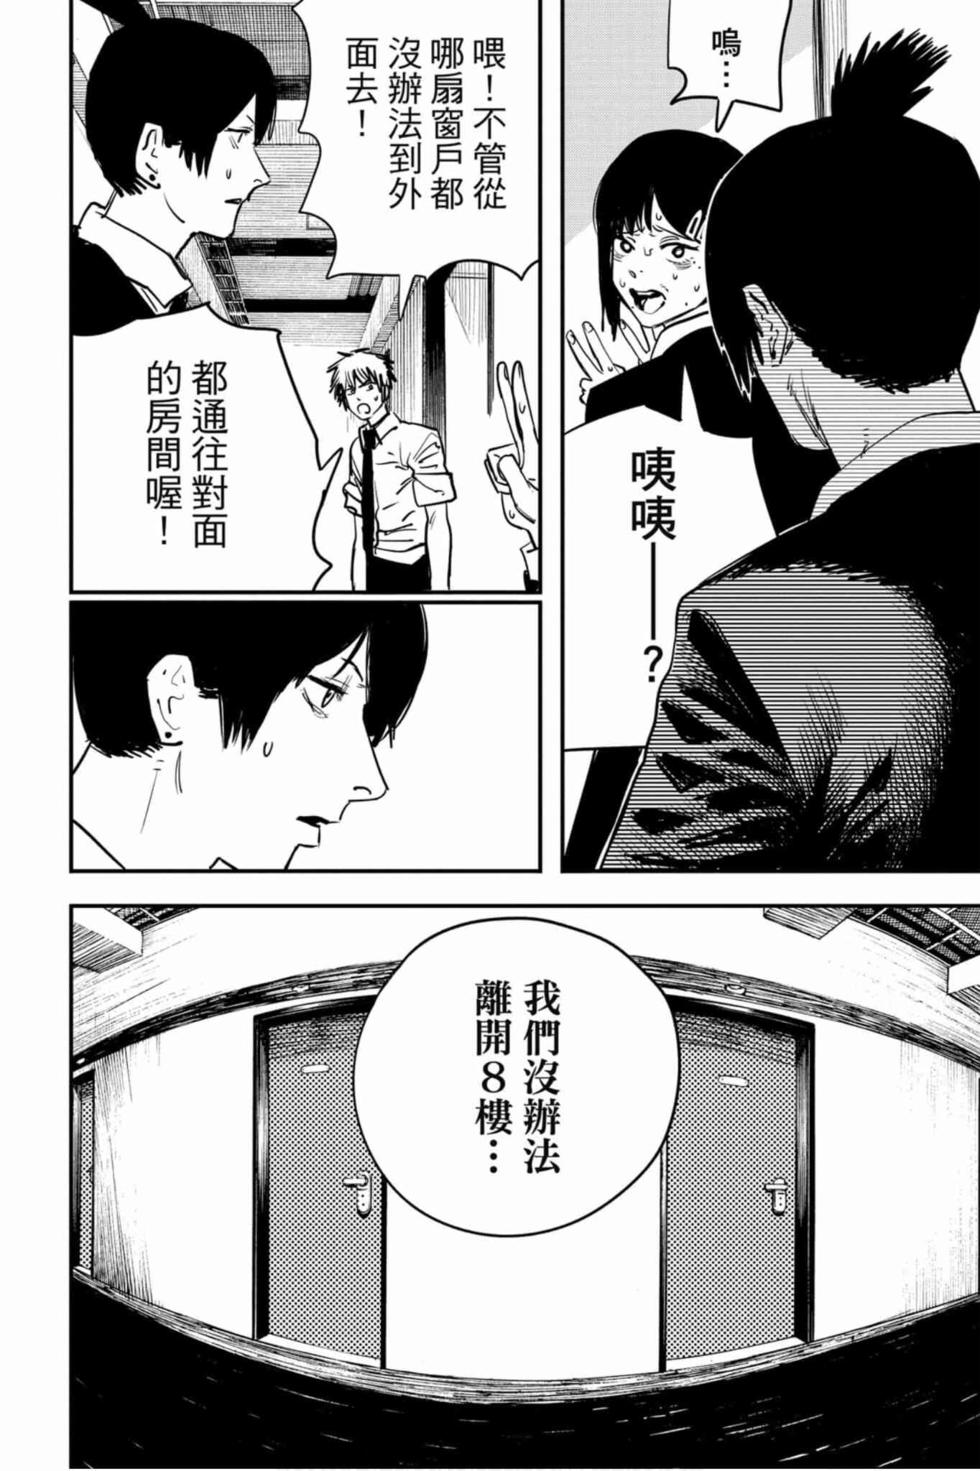 嗚…
咦咦──？
喂！不管從
哪扇窗戶都
沒辦法到外
面去！
都通往對面
的房間喔！
我們沒辦法
離開8樓…